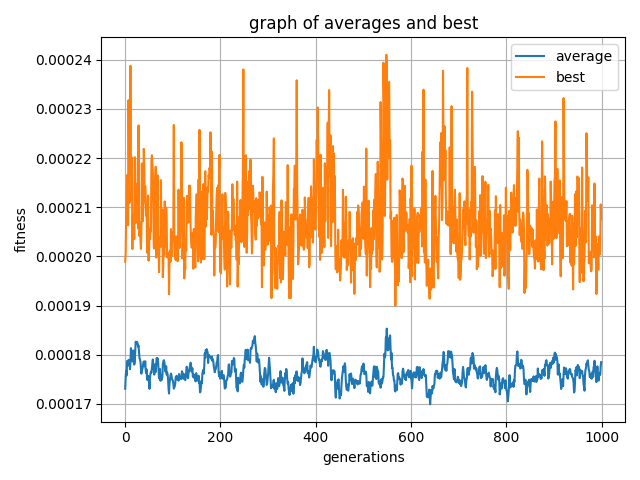 graph of averages and best
average
best
fitness
0.00024
0.00023
0.00022
0.00021
0.00020
0.00019
0.00018
0.00017
0 200 400 600 800 1000
generations